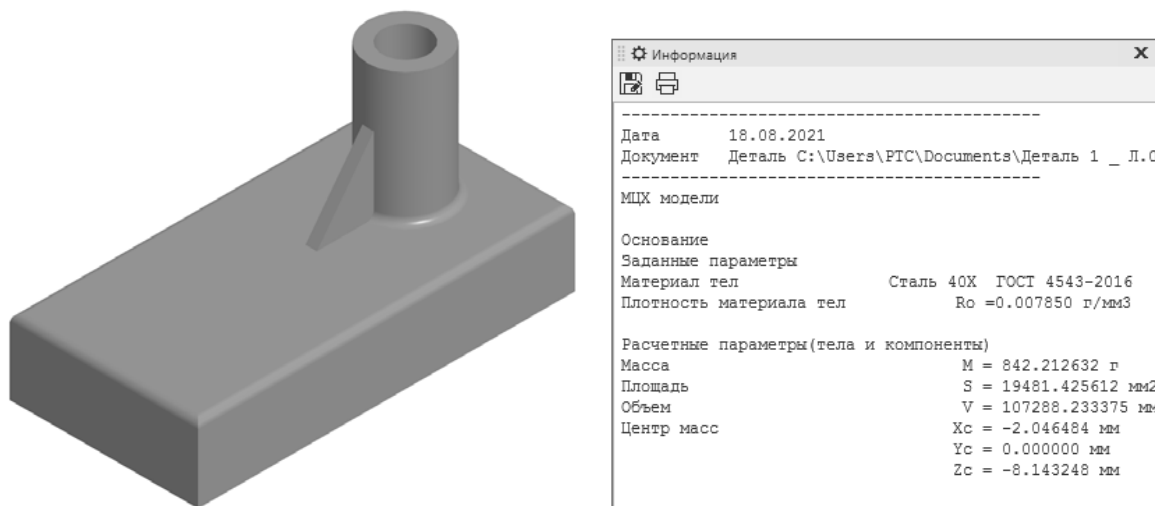 Информация
------------------------------------------
Дата 18.08.2021
Документ Деталь C:\Users\PTC\Documents\Деталь 1 _ Л.О
------------------------------------------
МЦХ модели
Основание
Заданные параметры
Материал тел Сталь 40Х ГОСТ 4543-2016
Плотность материала тел Ro =0.007850 г/мм3
Расчетные параметры(тела и компоненты)
Масса M = 842.212632 г
Площадь S = 19481.425612 мм2
Объем V = 107288.233375 мм
Центр масс Xc = -2.046484 мм
Yc = 0.000000 мм
Zc = -8.143248 мм